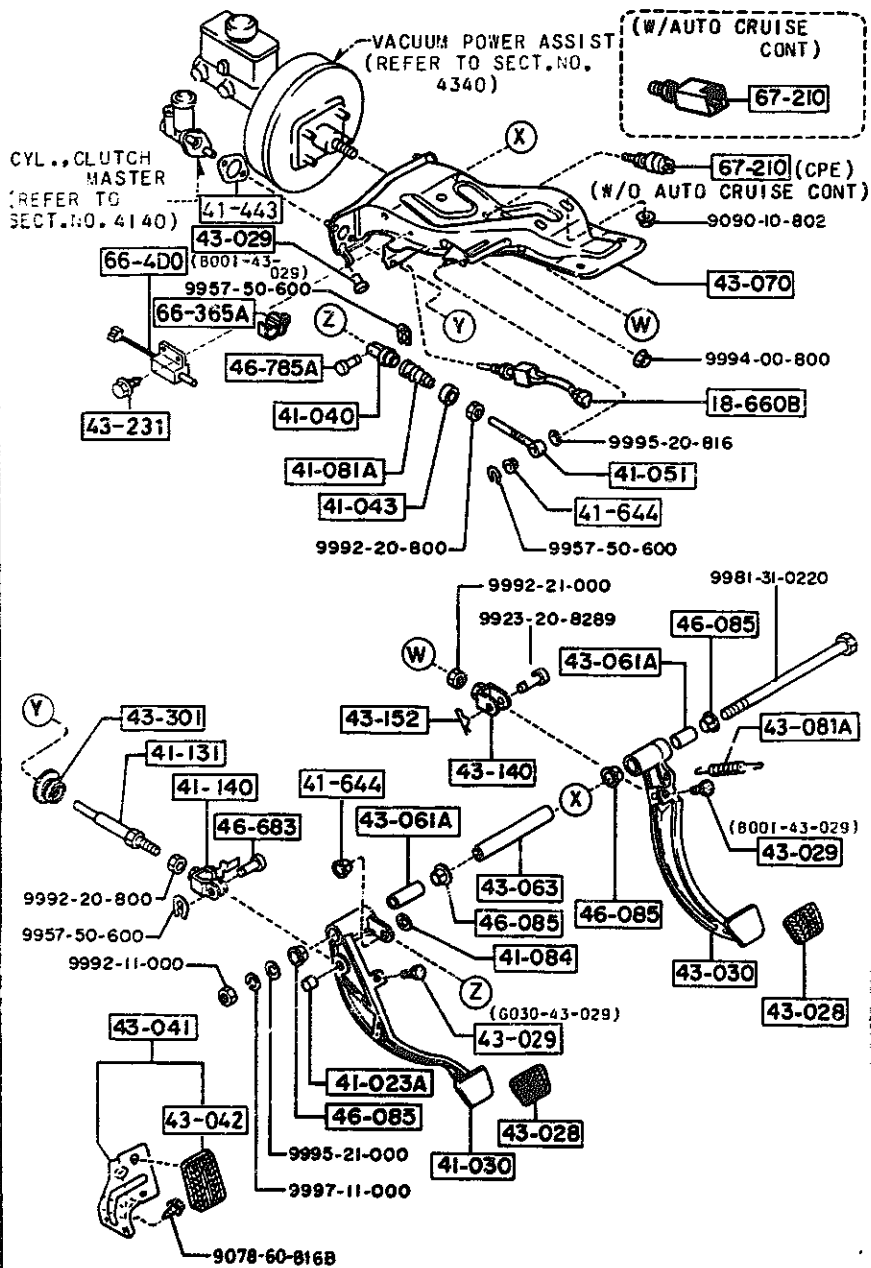 VACUUM POWER ASSIST
(REFER TO SECT.NO.
4340)
(W/AUTO CRUISE
CONT)
67-210
X
CYL.,CLUTCH
MASTER
(REFER TO
SECT.NO.4140)
41-443
67-210 (CPE)
(W/O AUTO CRUISE CONT)
9090-10-802
43-029
(B001-43-
029)
66-4D0
9957-50-600
43-070
66-365A
Z
Y
W
46-785A
9994-00-800
43-231
41-040
18-660B
41-081A
9995-20-816
41-043
41-051
41-644
9992-20-800
9957-50-600
9992-21-000
9981-31-0220
9923-20-8289
46-085
W
43-061A
Y
43-301
43-152
43-081A
41-131
43-140
41-140
41-644
X
46-683
43-061A
(B001-43-029)
43-029
43-063
9992-20-800
46-085
46-085
9957-50-600
41-084
43-030
9992-11-000
Z
43-028
(G030-43-029)
43-041
43-029
41-023A
43-042
46-085
43-028
9995-21-000
41-030
9997-11-000
9078-60-816B